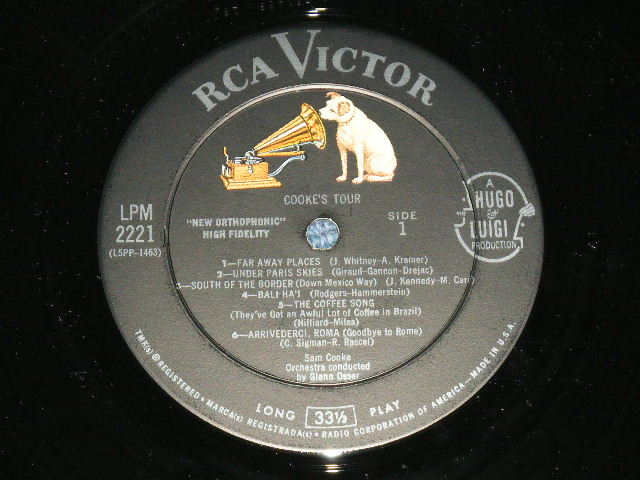 RCA VICTOR
COOKE'S TOUR
LPM
2221
(L5PP-1463)
"NEW ORTHOPHONIC"
HIGH FIDELITY
SIDE
1
A
HUGO
&
LUIGI
PRODUCTION
1—FAR AWAY PLACES (J. Whitney-A. Kramer)
2—UNDER PARIS SKIES (Giraud-Gannon-Drejac)
3—SOUTH OF THE BORDER (Down Mexico Way) (J. Kennedy-M. Carr)
4—BALI HA'I (Rodgers-Hammerstein)
5—THE COFFEE SONG
(They've Got an Awful Lot of Coffee in Brazil)
(Hilliard-Miles)
6—ARRIVEDERCI, ROMA (Goodbye to Rome)
(C. Sigman-R. Rascel)
Sam Cooke
Orchestra conducted
by Glenn Osser
LONG 33⅓ PLAY
TMK(s) ® REGISTERED • MARCA(s) REGISTRADA(s) • RADIO CORPORATION OF AMERICA—MADE IN U.S.A.